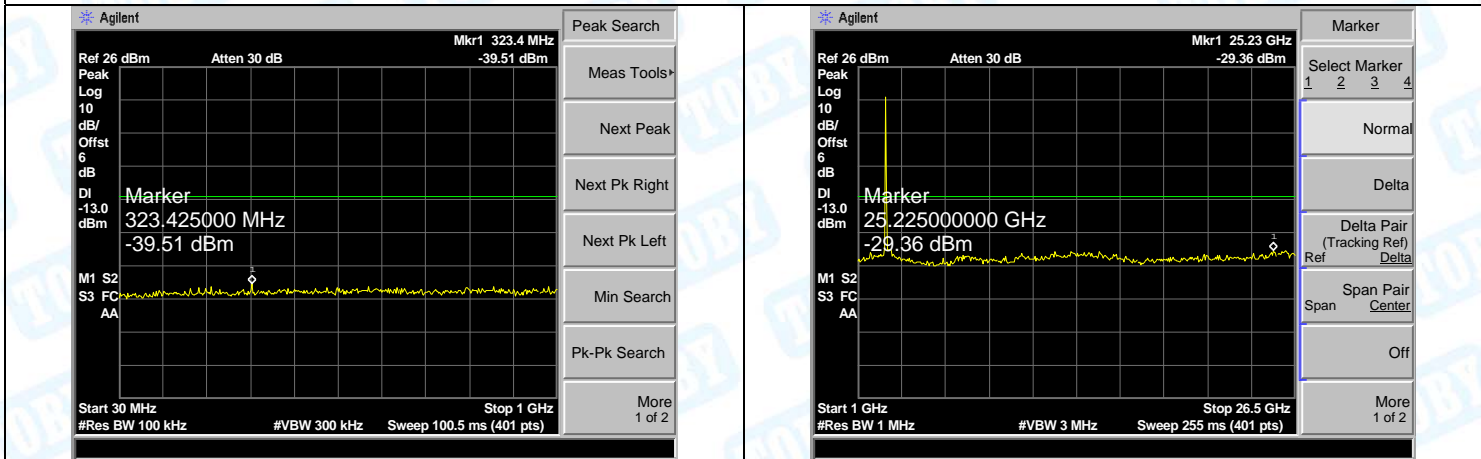 Agilent
Peak Search
Mkr1 323.4 MHz
Ref 26 dBm Atten 30 dB -39.51 dBm
Peak
Log
10
dB/
Offst
6
dB
DI
-13.0
dBm
Marker
323.425000 MHz
-39.51 dBm
1
M1 S2
S3 FC
AA
Start 30 MHz Stop 1 GHz
#Res BW 100 kHz #VBW 300 kHz Sweep 100.5 ms (401 pts)
Meas Tools
Next Peak
Next Pk Right
Next Pk Left
Min Search
Pk-Pk Search
More
1 of 2
Agilent
Marker
Mkr1 25.23 GHz
Ref 26 dBm Atten 30 dB -29.36 dBm
Peak
Log
10
dB/
Offst
6
dB
DI
-13.0
dBm
Marker
25.225000000 GHz
-29.36 dBm
1
M1 S2
S3 FC
AA
Start 1 GHz Stop 26.5 GHz
#Res BW 1 MHz #VBW 3 MHz Sweep 255 ms (401 pts)
Select Marker
1 2 3 4
Normal
Delta
Delta Pair
(Tracking Ref)
Ref Delta
Span Pair
Span Center
Off
More
1 of 2
TOBY